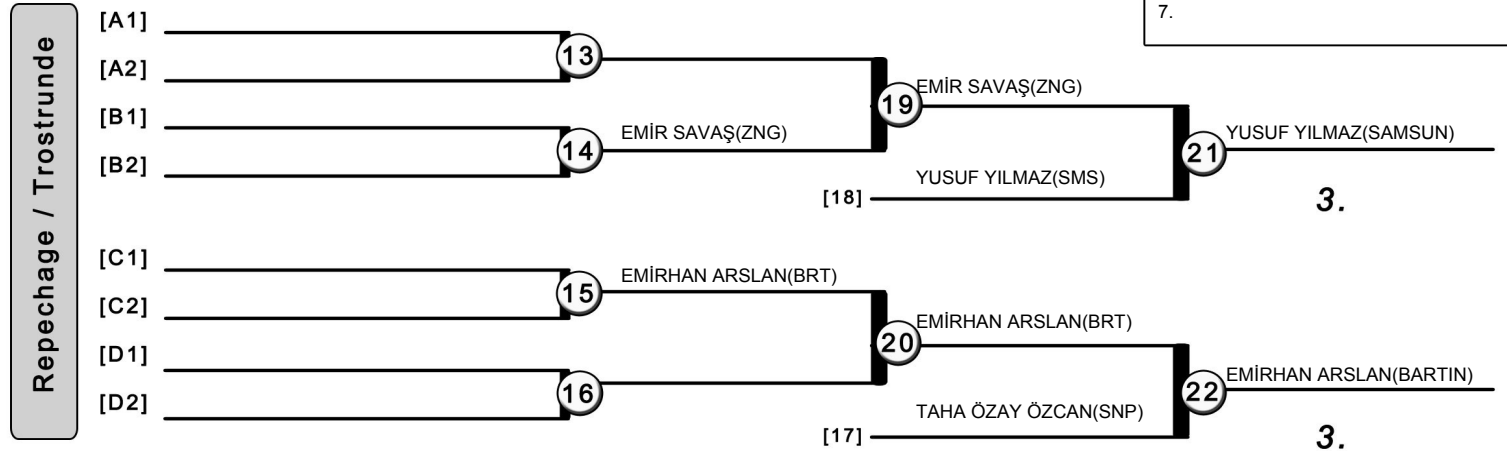 7.
Repechage / Trostrunde
[A1]
[A2]
[B1]
[B2]
13
14
EMİR SAVAŞ(ZNG)
19
EMİR SAVAŞ(ZNG)
[18]
YUSUF YILMAZ(SMS)
21
YUSUF YILMAZ(SAMSUN)
3.
[C1]
[C2]
[D1]
[D2]
15
EMİRHAN ARSLAN(BRT)
16
20
EMİRHAN ARSLAN(BRT)
[17]
TAHA ÖZAY ÖZCAN(SNP)
22
EMİRHAN ARSLAN(BARTIN)
3.